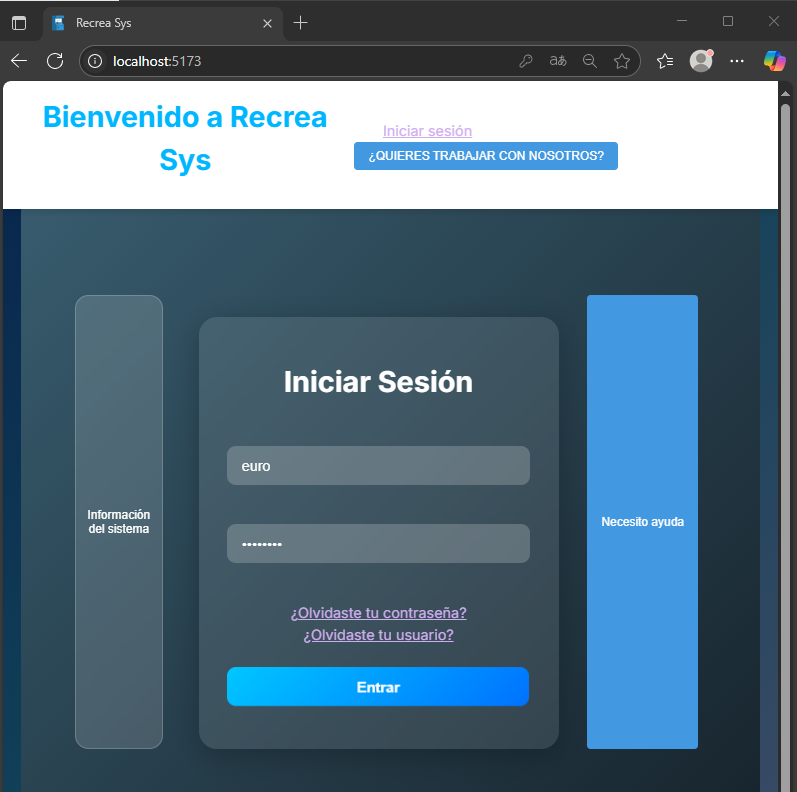 Recrea Sys
localhost:5173
Bienvenido a Recrea
Sys
Iniciar sesión
¿QUIERES TRABAJAR CON NOSOTROS?
Información
del sistema
Iniciar Sesión
euro
••••••••
¿Olvidaste tu contraseña?
¿Olvidaste tu usuario?
Entrar
Necesito ayuda